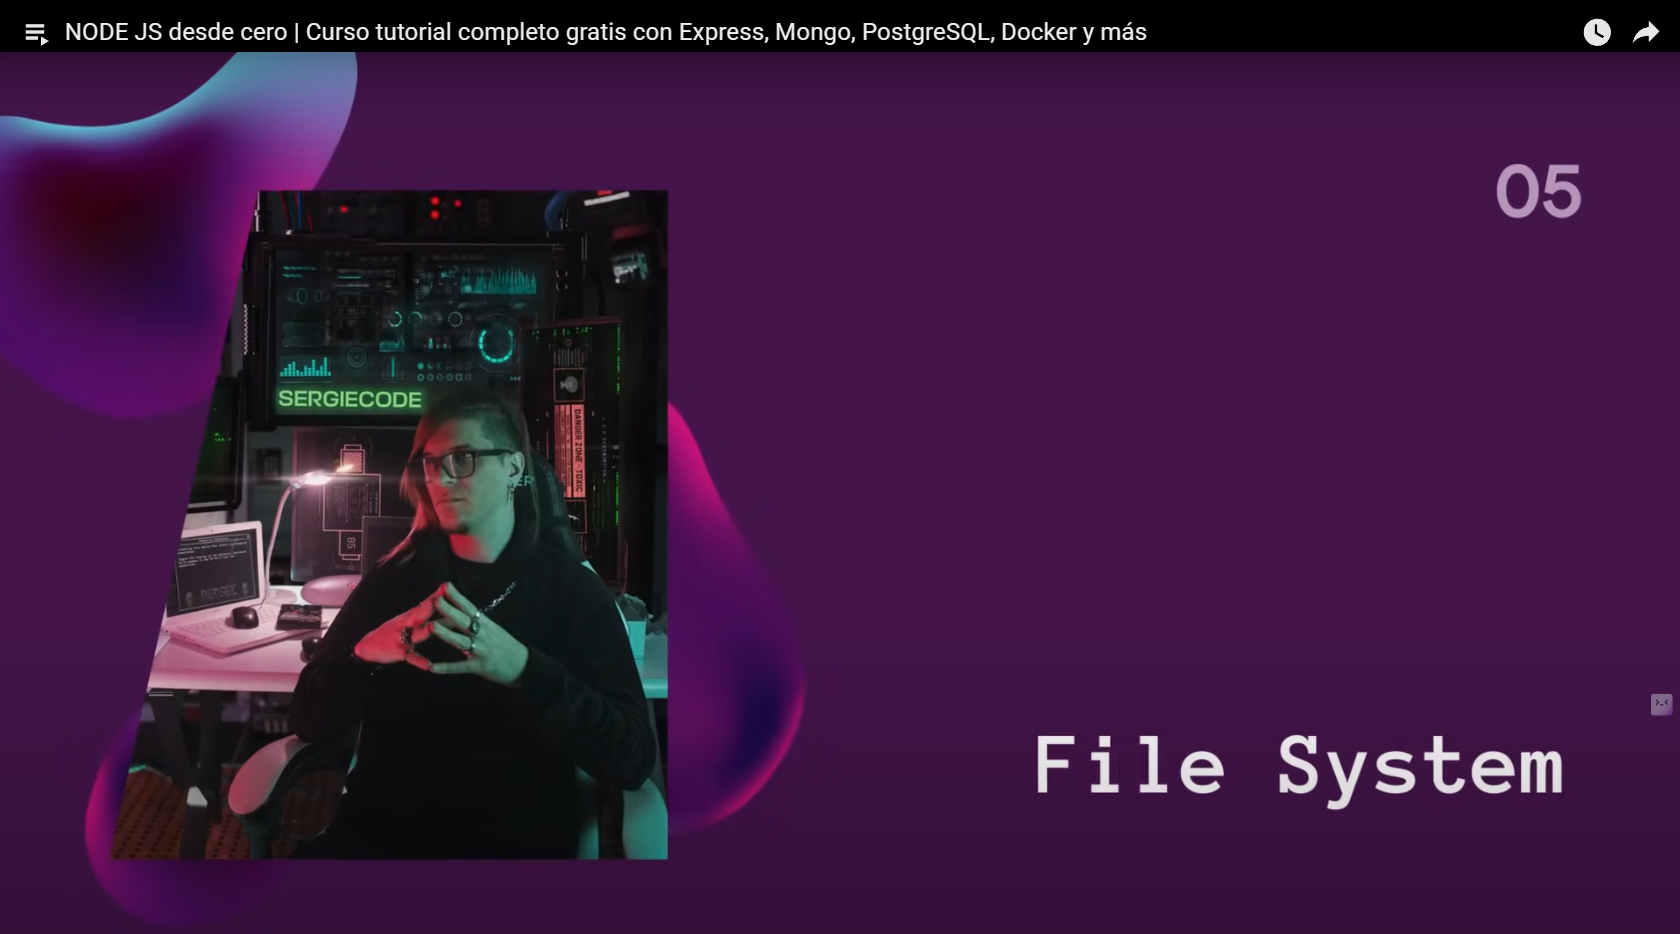 NODE JS desde cero | Curso tutorial completo gratis con Express, Mongo, PostgreSQL, Docker y más
05
SERGIECODE
DANGER ZONE - TOXIC
85
File System